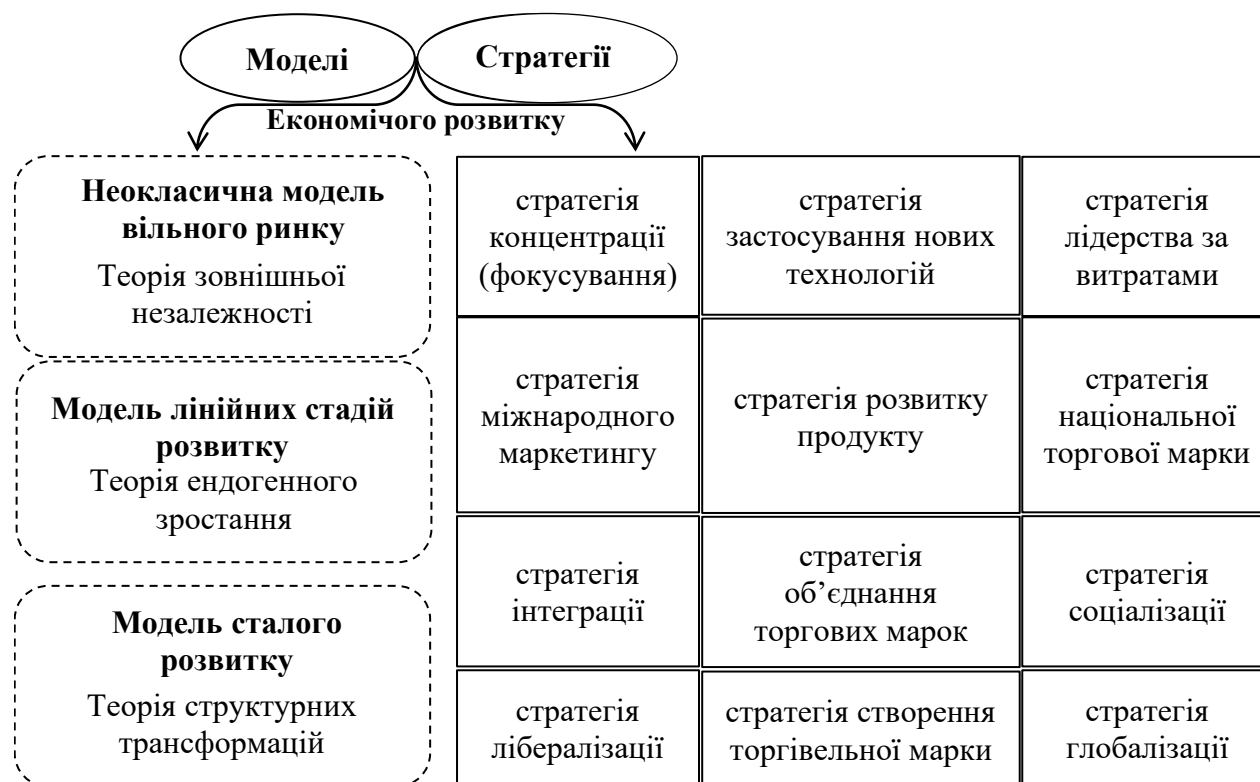 Моделі
Стратегії
Економічого розвитку
Неокласична модель
вільного ринку
Теорія зовнішньої
незалежності
Модель лінійних стадій
розвитку
Теорія ендогенного
зростання
Модель сталого
розвитку
Теорія структурних
трансформацій
стратегія
концентрації
(фокусування)
стратегія
застосування нових
технологій
стратегія
лідерства за
витратами
стратегія
міжнародного
маркетингу
стратегія розвитку
продукту
стратегія
національної
торгової марки
стратегія
інтеграції
стратегія
об’єднання
торгових марок
стратегія
соціалізації
стратегія
лібералізації
стратегія створення
торгівельної марки
стратегія
глобалізації